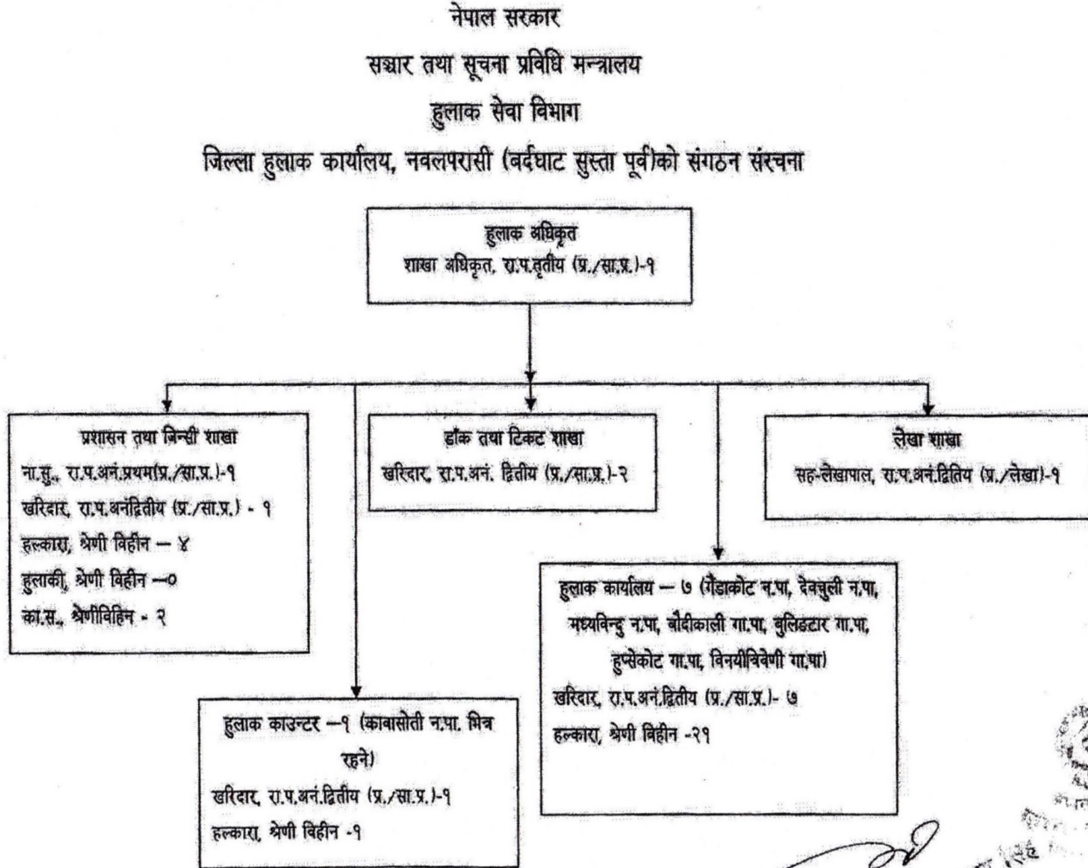 नेपाल सरकार
सञ्चार तथा सूचना प्रविधि मन्त्रालय
हुलाक सेवा विभाग
जिल्ला हुलाक कार्यालय, नवलपरासी (बर्दघाट सुस्ता पूर्व)को संगठन संरचना
हुलाक अधिकृत
शाखा अधिकृत, रा.प.तृतीय (प्र./सा.प्र.)-१
प्रशासन तथा जिन्सी शाखा
ना.सु., रा.प.अनं.प्रथम(प्र./सा.प्र.)-१
खरिदार, रा.प.अनंद्वितीय (प्र./सा.प्र.) - १
हल्कारा, श्रेणी विहीन – ४
हुलाकी, श्रेणी विहीन –०
का.स., श्रेणीविहिन - २
डाँक तथा टिकट शाखा
खरिदार, रा.प.अनं. द्वितीय (प्र./सा.प्र.)-२
लेखा शाखा
सह-लेखापाल, रा.प.अनं.द्वितिय (प्र./लेखा)-१
हुलाक कार्यालय – ७ (गैंडाकोट न.पा, देवचुली न.पा,
मध्यविन्दु न.पा, बौदीकाली गा.पा, बुलिङटार गा.पा,
हुप्सेकोट गा.पा, विनयीत्रिवेणी गा.पा)
खरिदार, रा.प.अनं.द्वितीय (प्र./सा.प्र.)- ७
हल्कारा, श्रेणी विहीन -२१
हुलाक काउन्टर –१ (कावासोती न.पा. भित्र
रहने)
खरिदार, रा.प.अनं.द्वितीय (प्र./सा.प्र.)-१
हल्कारा, श्रेणी विहीन -१